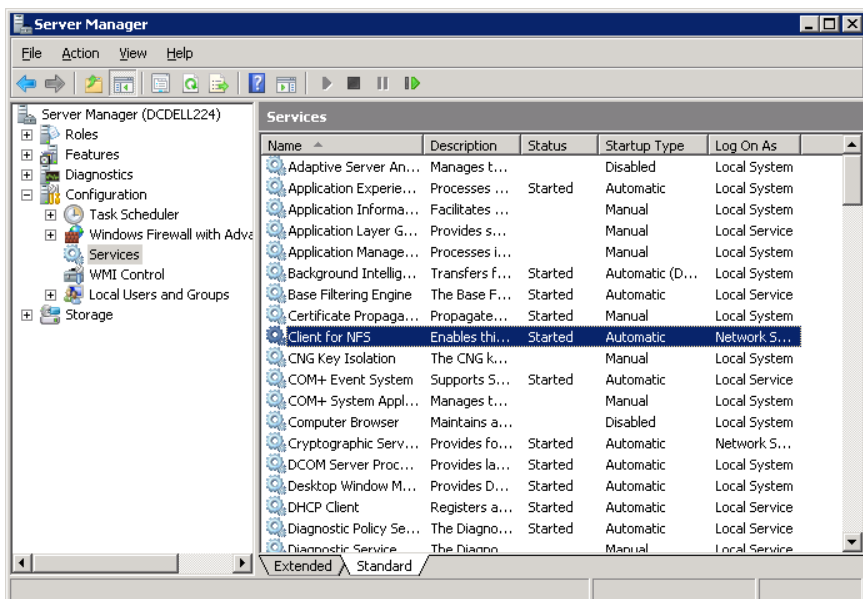 Server Manager
File Action View Help
Server Manager (DCDELL224)
Roles
Features
Diagnostics
Configuration
Task Scheduler
Windows Firewall with Adva
Services
WMI Control
Local Users and Groups
Storage
Services
Name Description Status Startup Type Log On As
Adaptive Server An... Manages t... Disabled Local System
Application Experie... Processes ... Started Automatic Local System
Application Informa... Facilitates ... Manual Local System
Application Layer G... Provides s... Manual Local Service
Application Manage... Processes i... Manual Local System
Background Intellig... Transfers f... Started Automatic (D... Local System
Base Filtering Engine The Base F... Started Automatic Local Service
Certificate Propaga... Propagate... Started Manual Local System
Client for NFS Enables thi... Started Automatic Network S...
CNG Key Isolation The CNG k... Manual Local System
COM+ Event System Supports S... Started Automatic Local Service
COM+ System Appl... Manages t... Manual Local System
Computer Browser Maintains a... Disabled Local System
Cryptographic Serv... Provides fo... Started Automatic Network S...
DCOM Server Proc... Provides la... Started Automatic Local System
Desktop Window M... Provides D... Started Automatic Local System
DHCP Client Registers a... Started Automatic Local Service
Diagnostic Policy Se... The Diagno... Started Automatic Local Service
Diagnostic Service The Diagno Manual Local Service
Extended Standard